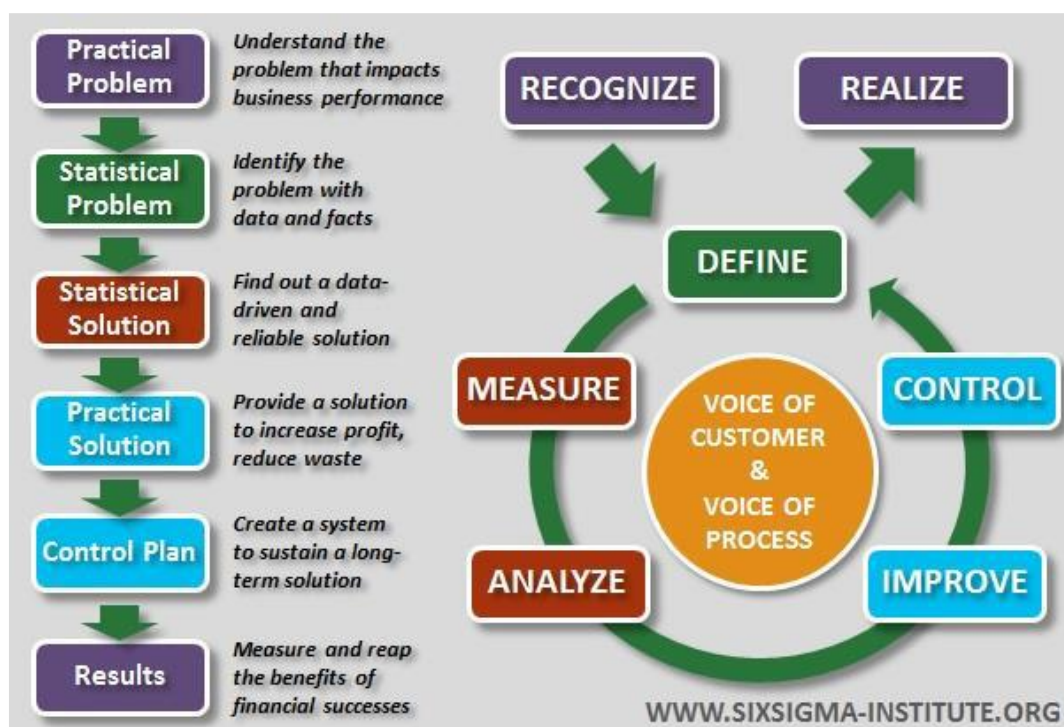 Practical
Problem
Understand the
problem that impacts
business performance
Statistical
Problem
Identify the
problem with
data and facts
Statistical
Solution
Find out a data-
driven and
reliable solution
Practical
Solution
Provide a solution
to increase profit,
reduce waste
Control Plan
Create a system
to sustain a long-
term solution
Results
Measure and reap
the benefits of
financial successes
RECOGNIZE
REALIZE
DEFINE
MEASURE
CONTROL
VOICE OF
CUSTOMER
&
VOICE OF
PROCESS
ANALYZE
IMPROVE
WWW.SIXSIGMA-INSTITUTE.ORG